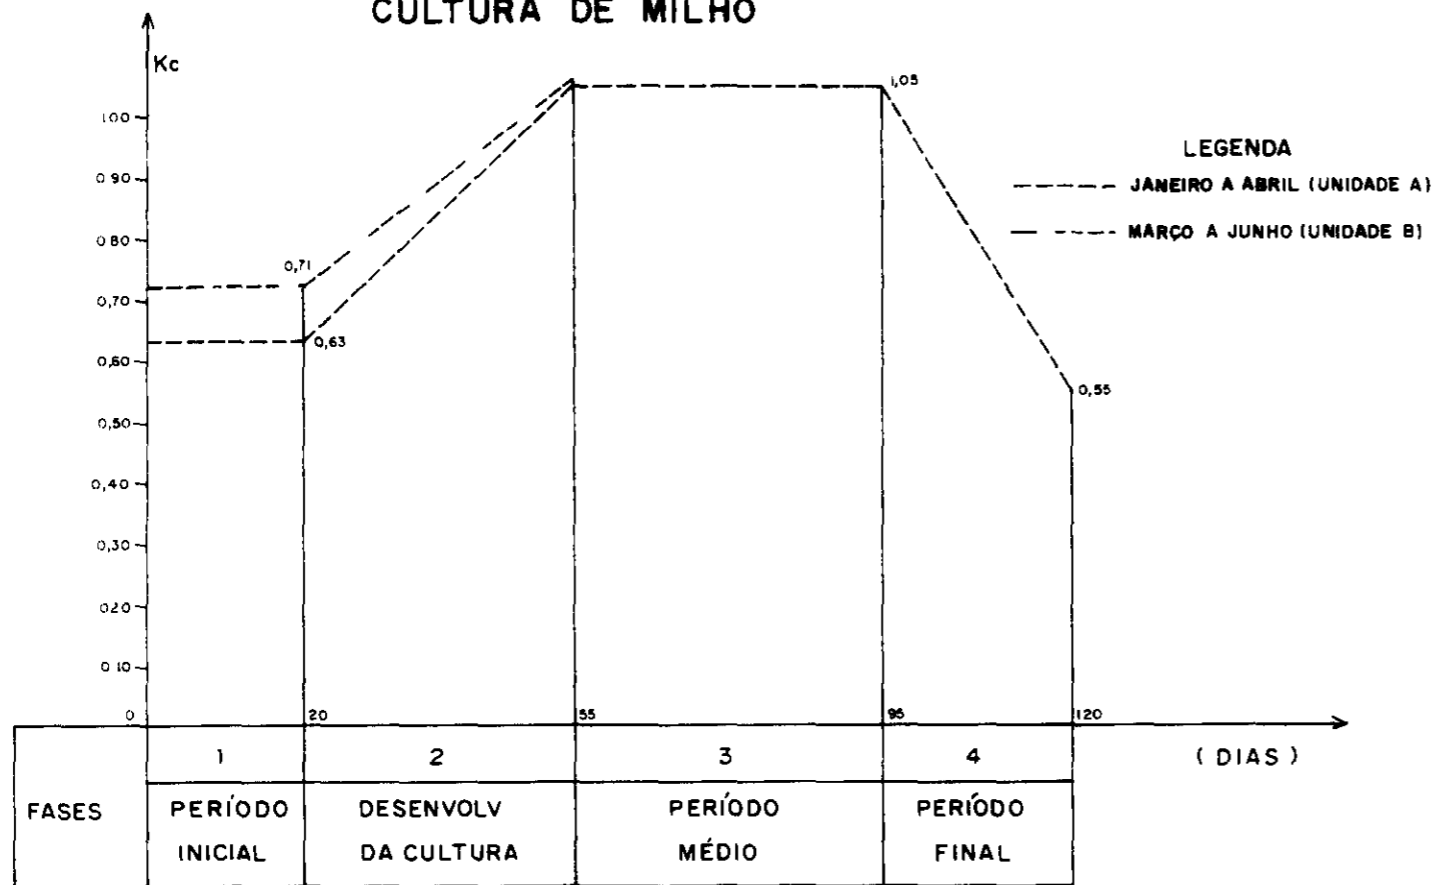 CULTURA DE MILHO
Kc
1,05
1.00
LEGENDA
0 90
JANEIRO A ABRIL (UNIDADE A)
0 80
MARÇO A JUNHO (UNIDADE B)
0,71
0,70
0,63
0,60
0,55
0,50
0,40
0,30
0.20
0 10
0
20
55
95
120
1
2
3
4
( DIAS )
FASES
PERÍODO
INICIAL
DESENVOLV
DA CULTURA
PERÍODO
MÉDIO
PERÍODO
FINAL